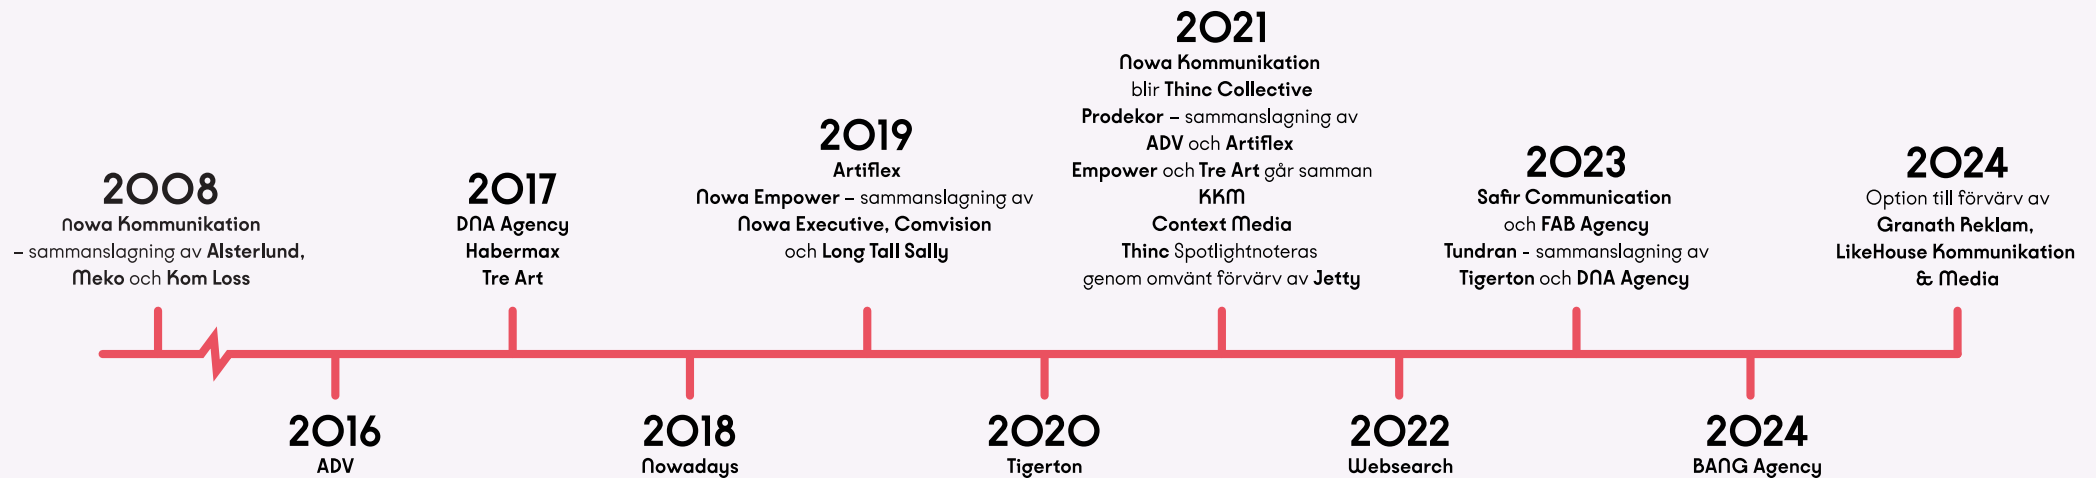 2008
Nowa Kommunikation
– sammanslagning av Alsterlund,
Meko och Kom Loss
2016
ADV
2017
DNA Agency
Habermax
Tre Art
2018
Nowadays
2019
Artiflex
Nowa Empower – sammanslagning av
Nowa Executive, Comvision
och Long Tall Sally
2020
Tigerton
2021
Nowa Kommunikation
blir Thinc Collective
Prodekor – sammanslagning av
ADV och Artiflex
Empower och Tre Art går samman
KKM
Context Media
Thinc Spotlightnoteras
genom omvänt förvärv av Jetty
2022
Websearch
2023
Safir Communication
och FAB Agency
Tundran - sammanslagning av
Tigerton och DNA Agency
2024
BANG Agency
2024
Option till förvärv av
Granath Reklam,
LikeHouse Kommunikation
& Media